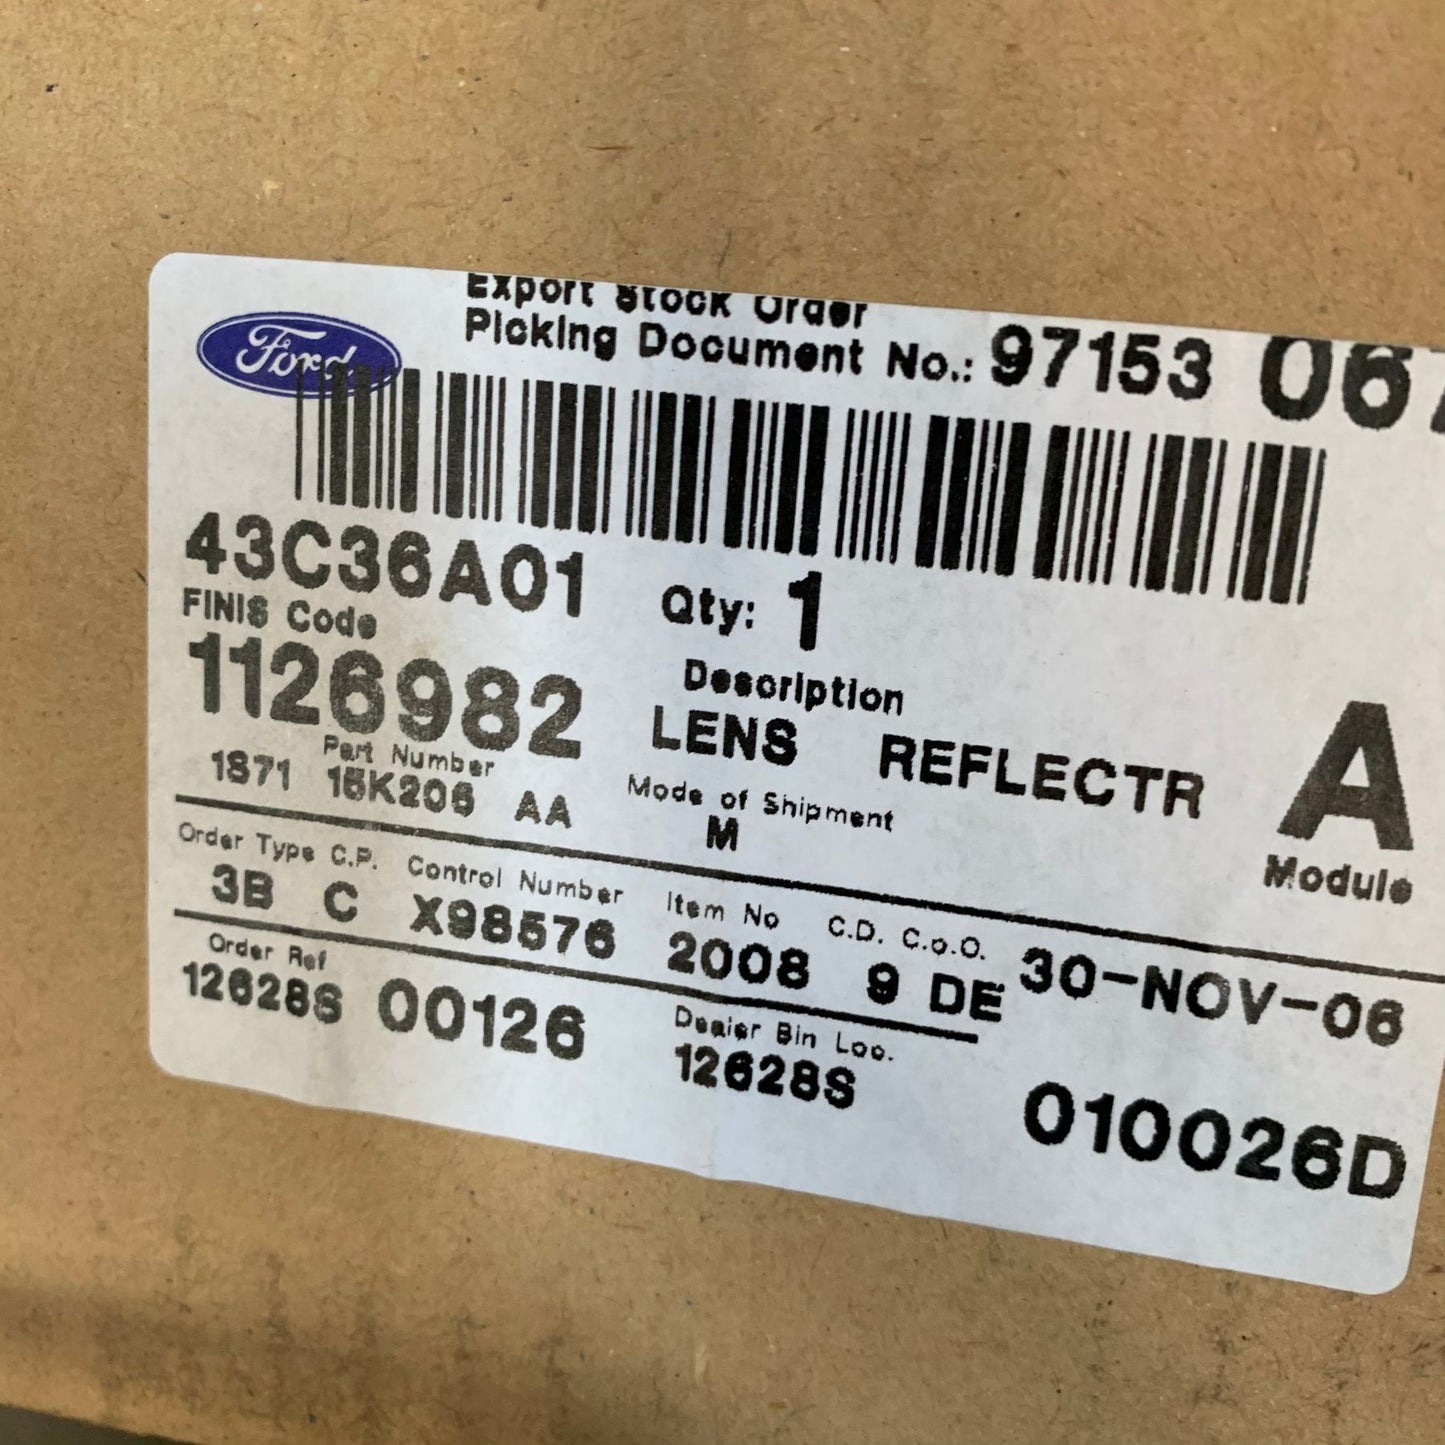 Export Stock Order
Ford
Picking Document No.: 97153 067
43C36A01 Qty: 1
FINIS Code
1126982
Description
LENS REFLECTR A
Module
Part Number
1S71 15K206 AA
Mode of Shipment
M
Order Type C.P. Control Number Item No C.D. C.o.O.
3B C X98576 2008 9 DE 30-NOV-06
Order Ref
12628S 00126
Dealer Bin Loc.
12628S
010026D